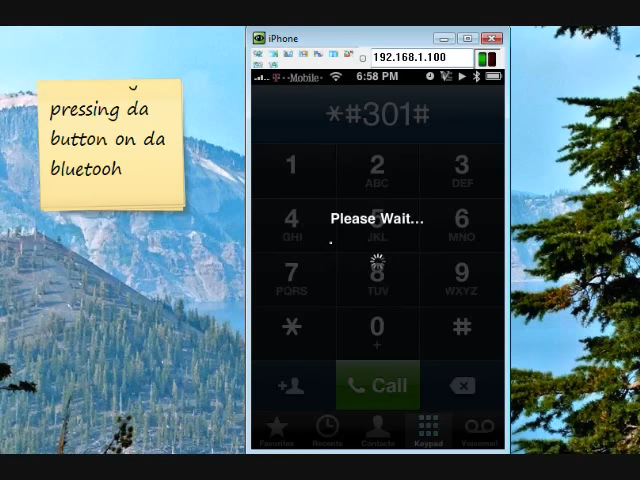 pressing da
button on da
bluetooh
iPhone
192.168.1.100
T··Mobile·
6:58 PM
*#301#
1
2 ABC
3 DEF
4 GHI
5 JKL
6 MNO
Please Wait...
7 PQRS
8 TUV
9 WXYZ
*
0 +
#
+
Call
Favorites
Recents
Contacts
Keypad
Voicemail